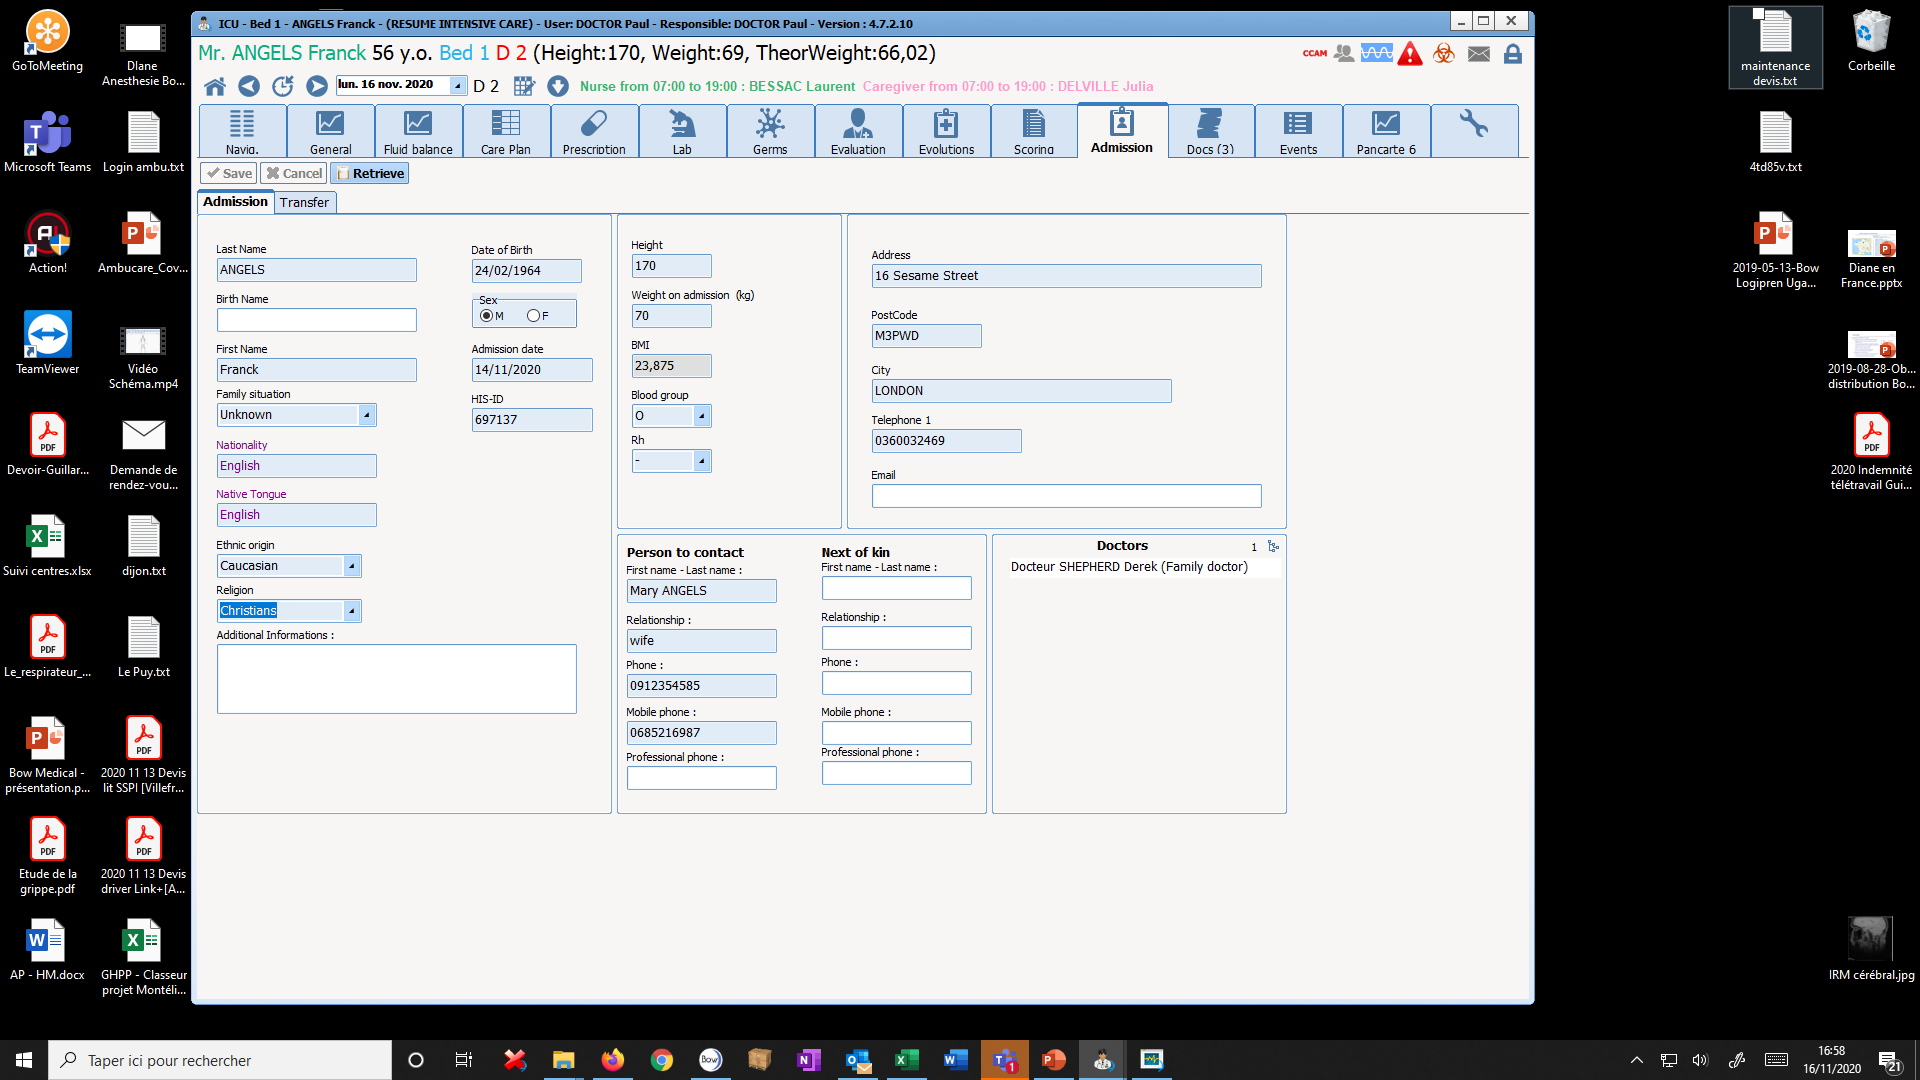 ICU - Bed 1 - ANGELS Franck - (RESUME INTENSIVE CARE) - User: DOCTOR Paul - Responsible: DOCTOR Paul - Version : 4.7.2.10
Mr. ANGELS Franck 56 y.o. Bed 1 D 2 (Height:170, Weight:69, TheorWeight:66,02)
CCAM
lun. 16 nov. 2020
D 2
Nurse from 07:00 to 19:00 : BESSAC Laurent Caregiver from 07:00 to 19:00 : DELVILLE Julia
Navig.
General
Fluid balance
Care Plan
Prescription
Lab
Germs
Evaluation
Evolutions
Scoring
Admission
Docs (3)
Events
Pancarte 6
Save
Cancel
Retrieve
Admission
Transfer
Last Name
ANGELS
Birth Name
First Name
Franck
Family situation
Unknown
Nationality
English
Native Tongue
English
Ethnic origin
Caucasian
Religion
Christians
Additional Informations :
Date of Birth
24/02/1964
Sex
M
F
Admission date
14/11/2020
HIS-ID
697137
Height
170
Weight on admission (kg)
70
BMI
23,875
Blood group
O
Rh
-
Address
16 Sesame Street
PostCode
M3PWD
City
LONDON
Telephone 1
0360032469
Email
Person to contact
First name - Last name :
Mary ANGELS
Relationship :
wife
Phone :
0912354585
Mobile phone :
0685216987
Professional phone :
Next of kin
First name - Last name :
Relationship :
Phone :
Mobile phone :
Professional phone :
Doctors
1
Docteur SHEPHERD Derek (Family doctor)
GoToMeeting
DIane
Anesthesie Bo...
Microsoft Teams
Login ambu.txt
Action!
Ambucare_Cov...
TeamViewer
Vidéo
Schéma.mp4
PDF
Devoir-Guillar...
Demande de
rendez-vou...
Suivi centres.xlsx
dijon.txt
PDF
Le_respirateur_...
Le Puy.txt
Bow Medical -
présentation.p...
PDF
2020 11 13 Devis
lit SSPI [Villefr...
PDF
Etude de la
grippe.pdf
PDF
2020 11 13 Devis
driver Link+[A...
AP - HM.docx
GHPP - Classeur
projet Montéli...
maintenance
devis.txt
Corbeille
4td85v.txt
2019-05-13-Bow
Logipren Uga...
Diane en
France.pptx
2019-08-28-Ob...
distribution Bo...
PDF
2020 Indemnité
télétravail Gui...
IRM cérébral.jpg
Taper ici pour rechercher
Bow
1
16:58
16/11/2020
21